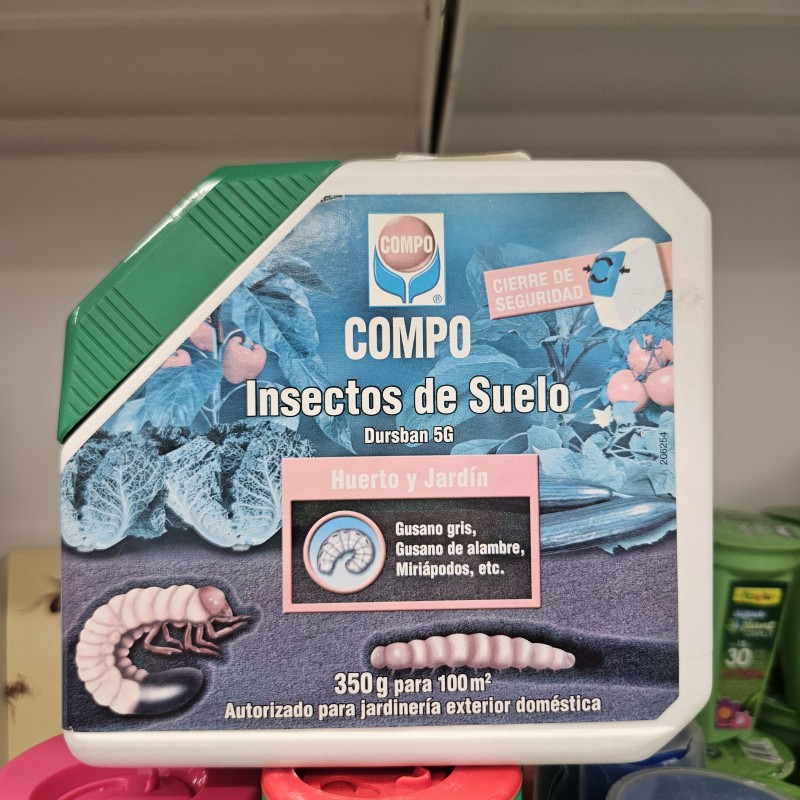 COMPO
®
CIERRE DE
SEGURIDAD
COMPO
Insectos de Suelo
Dursban 5G
206254
Huerto y Jardín
Gusano gris,
Gusano de alambre,
Miriápodos, etc.
350 g para 100 m²
Autorizado para jardinería exterior doméstica
30